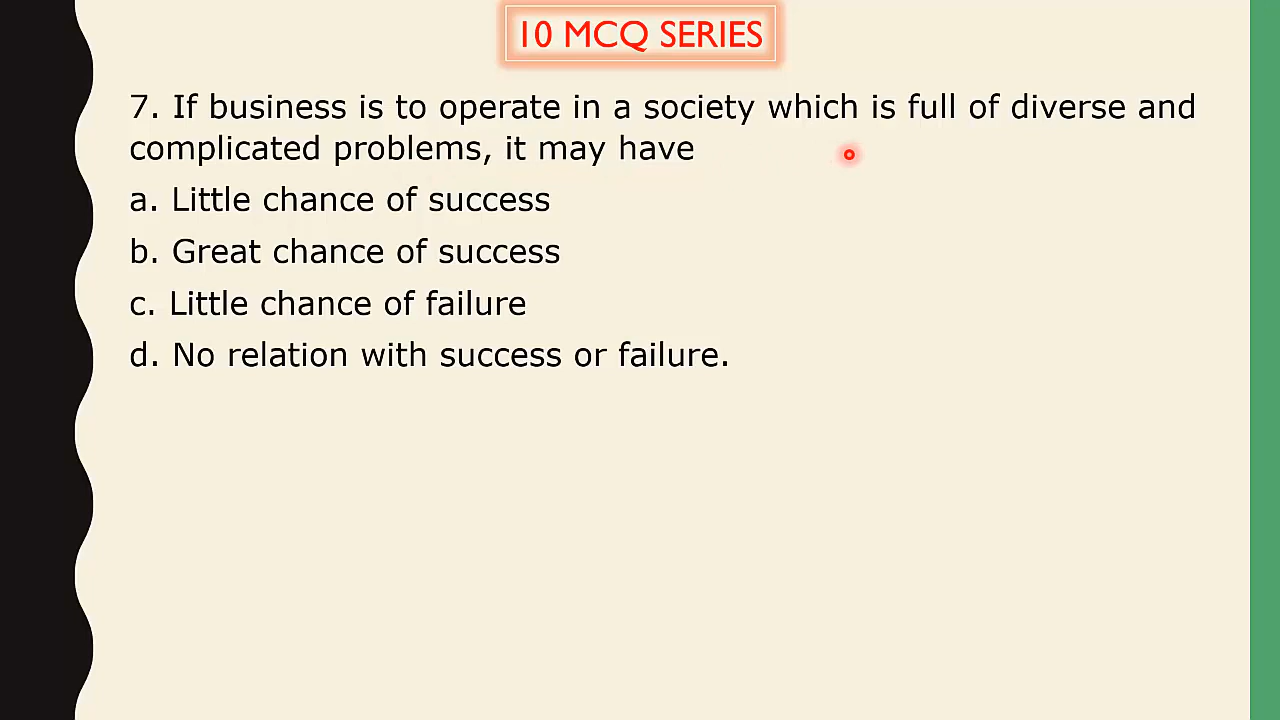 10 MCQ SERIES
7. If business is to operate in a society which is full of diverse and
complicated problems, it may have
a. Little chance of success
b. Great chance of success
c. Little chance of failure
d. No relation with success or failure.